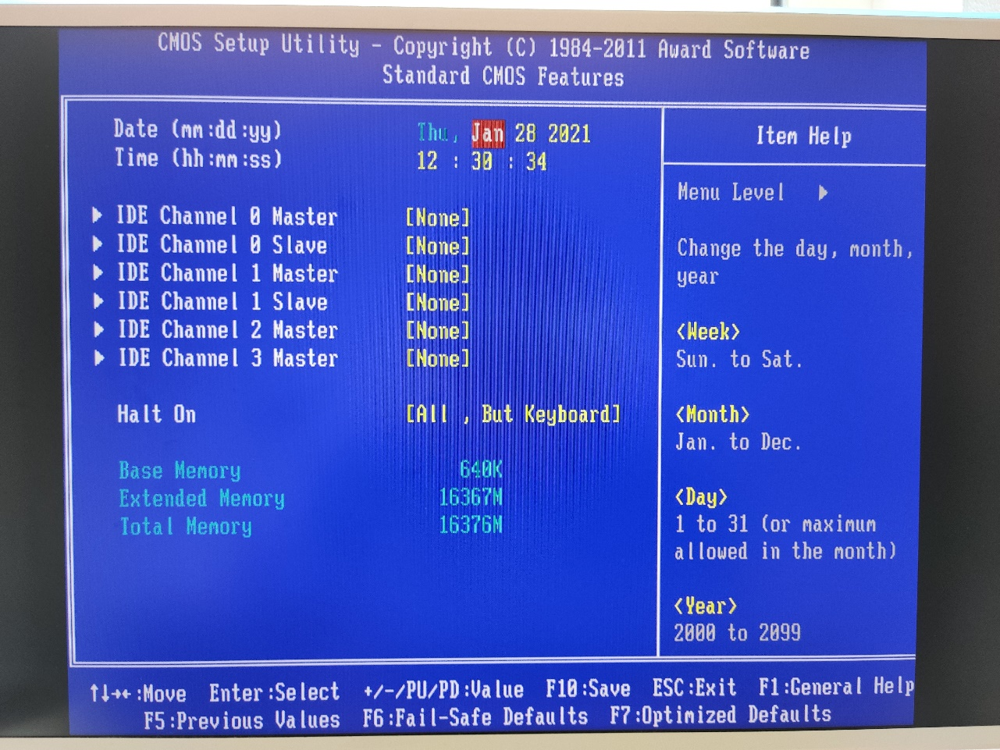 CMOS Setup Utility - Copyright (C) 1984-2011 Award Software
Standard CMOS Features
Date (mm:dd:yy) Thu, Jan 28 2021
Time (hh:mm:ss) 12 : 30 : 34
IDE Channel 0 Master [None]
IDE Channel 0 Slave [None]
IDE Channel 1 Master [None]
IDE Channel 1 Slave [None]
IDE Channel 2 Master [None]
IDE Channel 3 Master [None]
Halt On [All , But Keyboard]
Base Memory 640K
Extended Memory 16367M
Total Memory 16376M
Item Help
Menu Level ▶
Change the day, month,
year
<Week>
Sun. to Sat.
<Month>
Jan. to Dec.
<Day>
1 to 31 (or maximum
allowed in the month)
<Year>
2000 to 2099
↑↓→←:Move Enter:Select +/-/PU/PD:Value F10:Save ESC:Exit F1:General Help
F5:Previous Values F6:Fail-Safe Defaults F7:Optimized Defaults